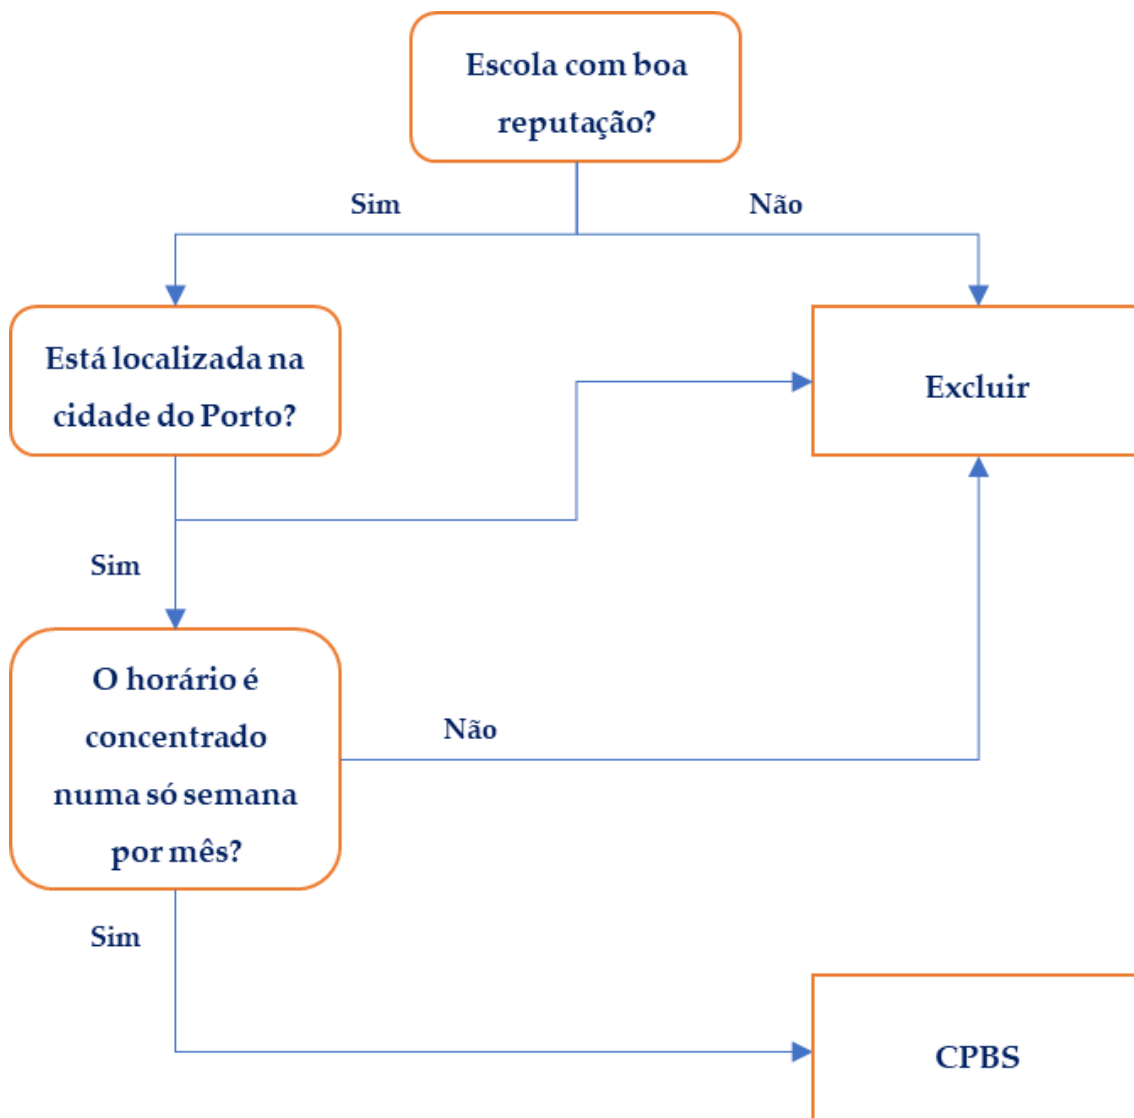 Escola com boa
reputação?
Sim
Não
Está localizada na
cidade do Porto?
Excluir
Sim
O horário é
concentrado
numa só semana
por mês?
Não
Sim
CPBS